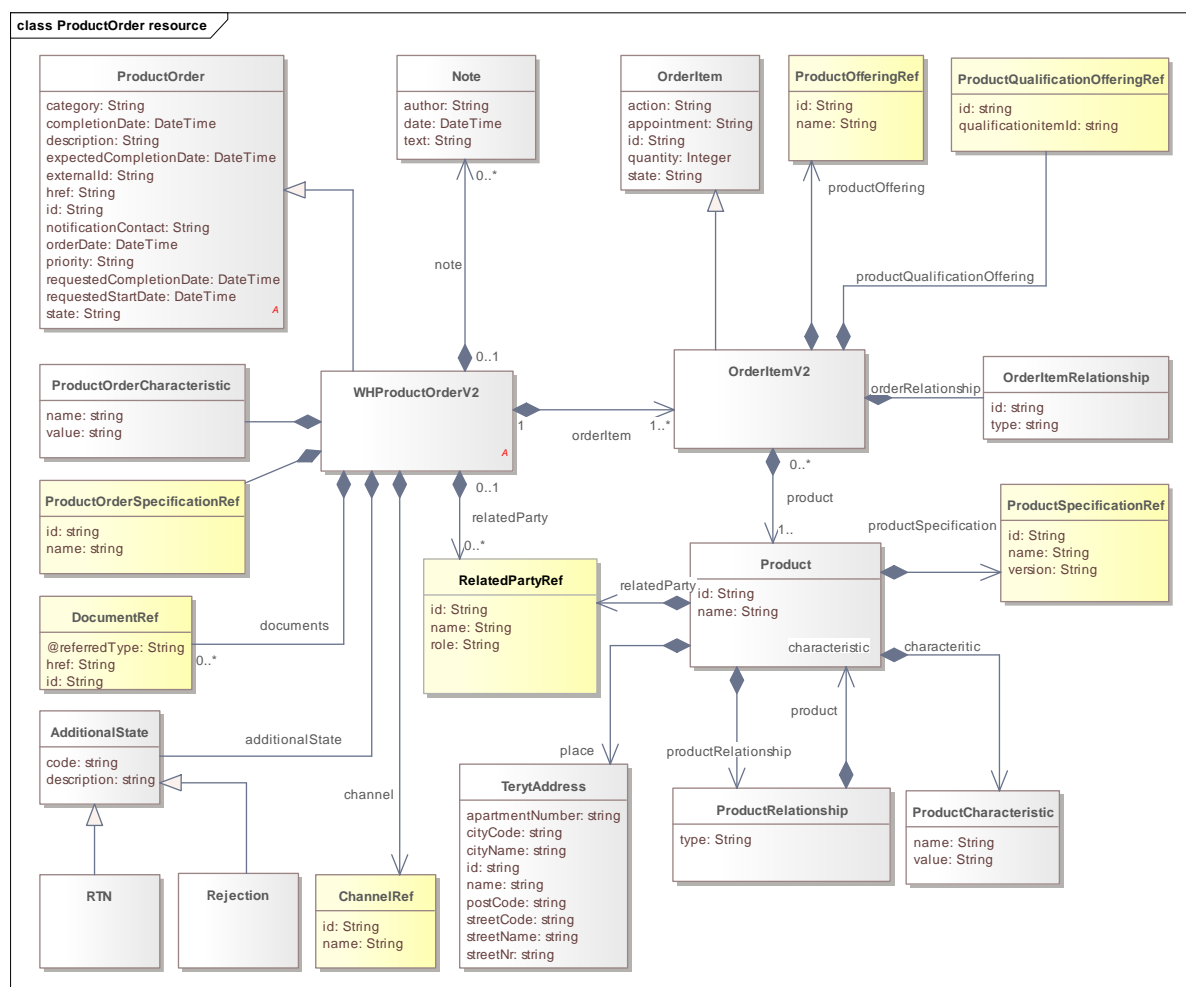 class ProductOrder resource
ProductOrder
category: String
completionDate: DateTime
description: String
expectedCompletionDate: DateTime
externalId: String
href: String
id: String
notificationContact: String
orderDate: DateTime
priority: String
requestedCompletionDate: DateTime
requestedStartDate: DateTime
state: String
A
Note
author: String
date: DateTime
text: String
0..*
note
0..1
OrderItem
action: String
appointment: String
id: String
quantity: Integer
state: String
ProductOfferingRef
id: String
name: String
productOffering
ProductQualificationOfferingRef
id: string
qualificationitemId: string
productQualificationOffering
ProductOrderCharacteristic
name: string
value: string
WHProductOrderV2
A
1
orderItem
1..*
OrderItemV2
orderRelationship
OrderItemRelationship
id: string
type: string
0..*
product
1..
ProductOrderSpecificationRef
id: string
name: string
0..1
relatedParty
0..*
RelatedPartyRef
id: String
name: String
role: String
relatedParty
Product
id: String
name: String
characteristic
productSpecification
ProductSpecificationRef
id: String
name: String
version: String
DocumentRef
@referredType: String
href: String
id: String
documents
0..*
characteritic
product
productRelationship
place
AdditionalState
code: string
description: string
additionalState
channel
TerytAddress
apartmentNumber: string
cityCode: string
cityName: string
id: string
name: string
postCode: string
streetCode: string
streetName: string
streetNr: string
ProductRelationship
type: String
ProductCharacteristic
name: String
value: String
RTN
Rejection
ChannelRef
id: String
name: String